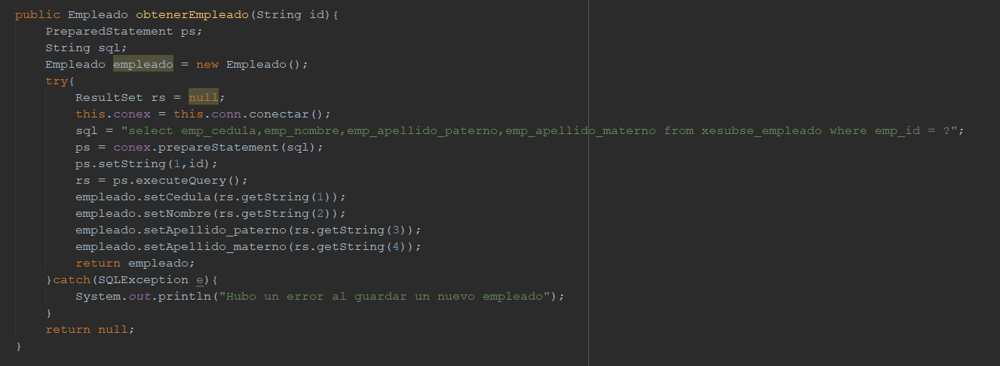 public Empleado obtenerEmpleado(String id){
    PreparedStatement ps;
    String sql;
    Empleado empleado = new Empleado();
    try{
        ResultSet rs = null;
        this.conex = this.conn.conectar();
        sql = "select emp_cedula,emp_nombre,emp_apellido_paterno,emp_apellido_materno from xesubse_empleado where emp_id = ?";
        ps = conex.prepareStatement(sql);
        ps.setString(1,id);
        rs = ps.executeQuery();
        empleado.setCedula(rs.getString(1));
        empleado.setNombre(rs.getString(2));
        empleado.setApellido_paterno(rs.getString(3));
        empleado.setApellido_materno(rs.getString(4));
        return empleado;
    }catch(SQLException e){
        System.out.println("Hubo un error al guardar un nuevo empleado");
    }
    return null;
}